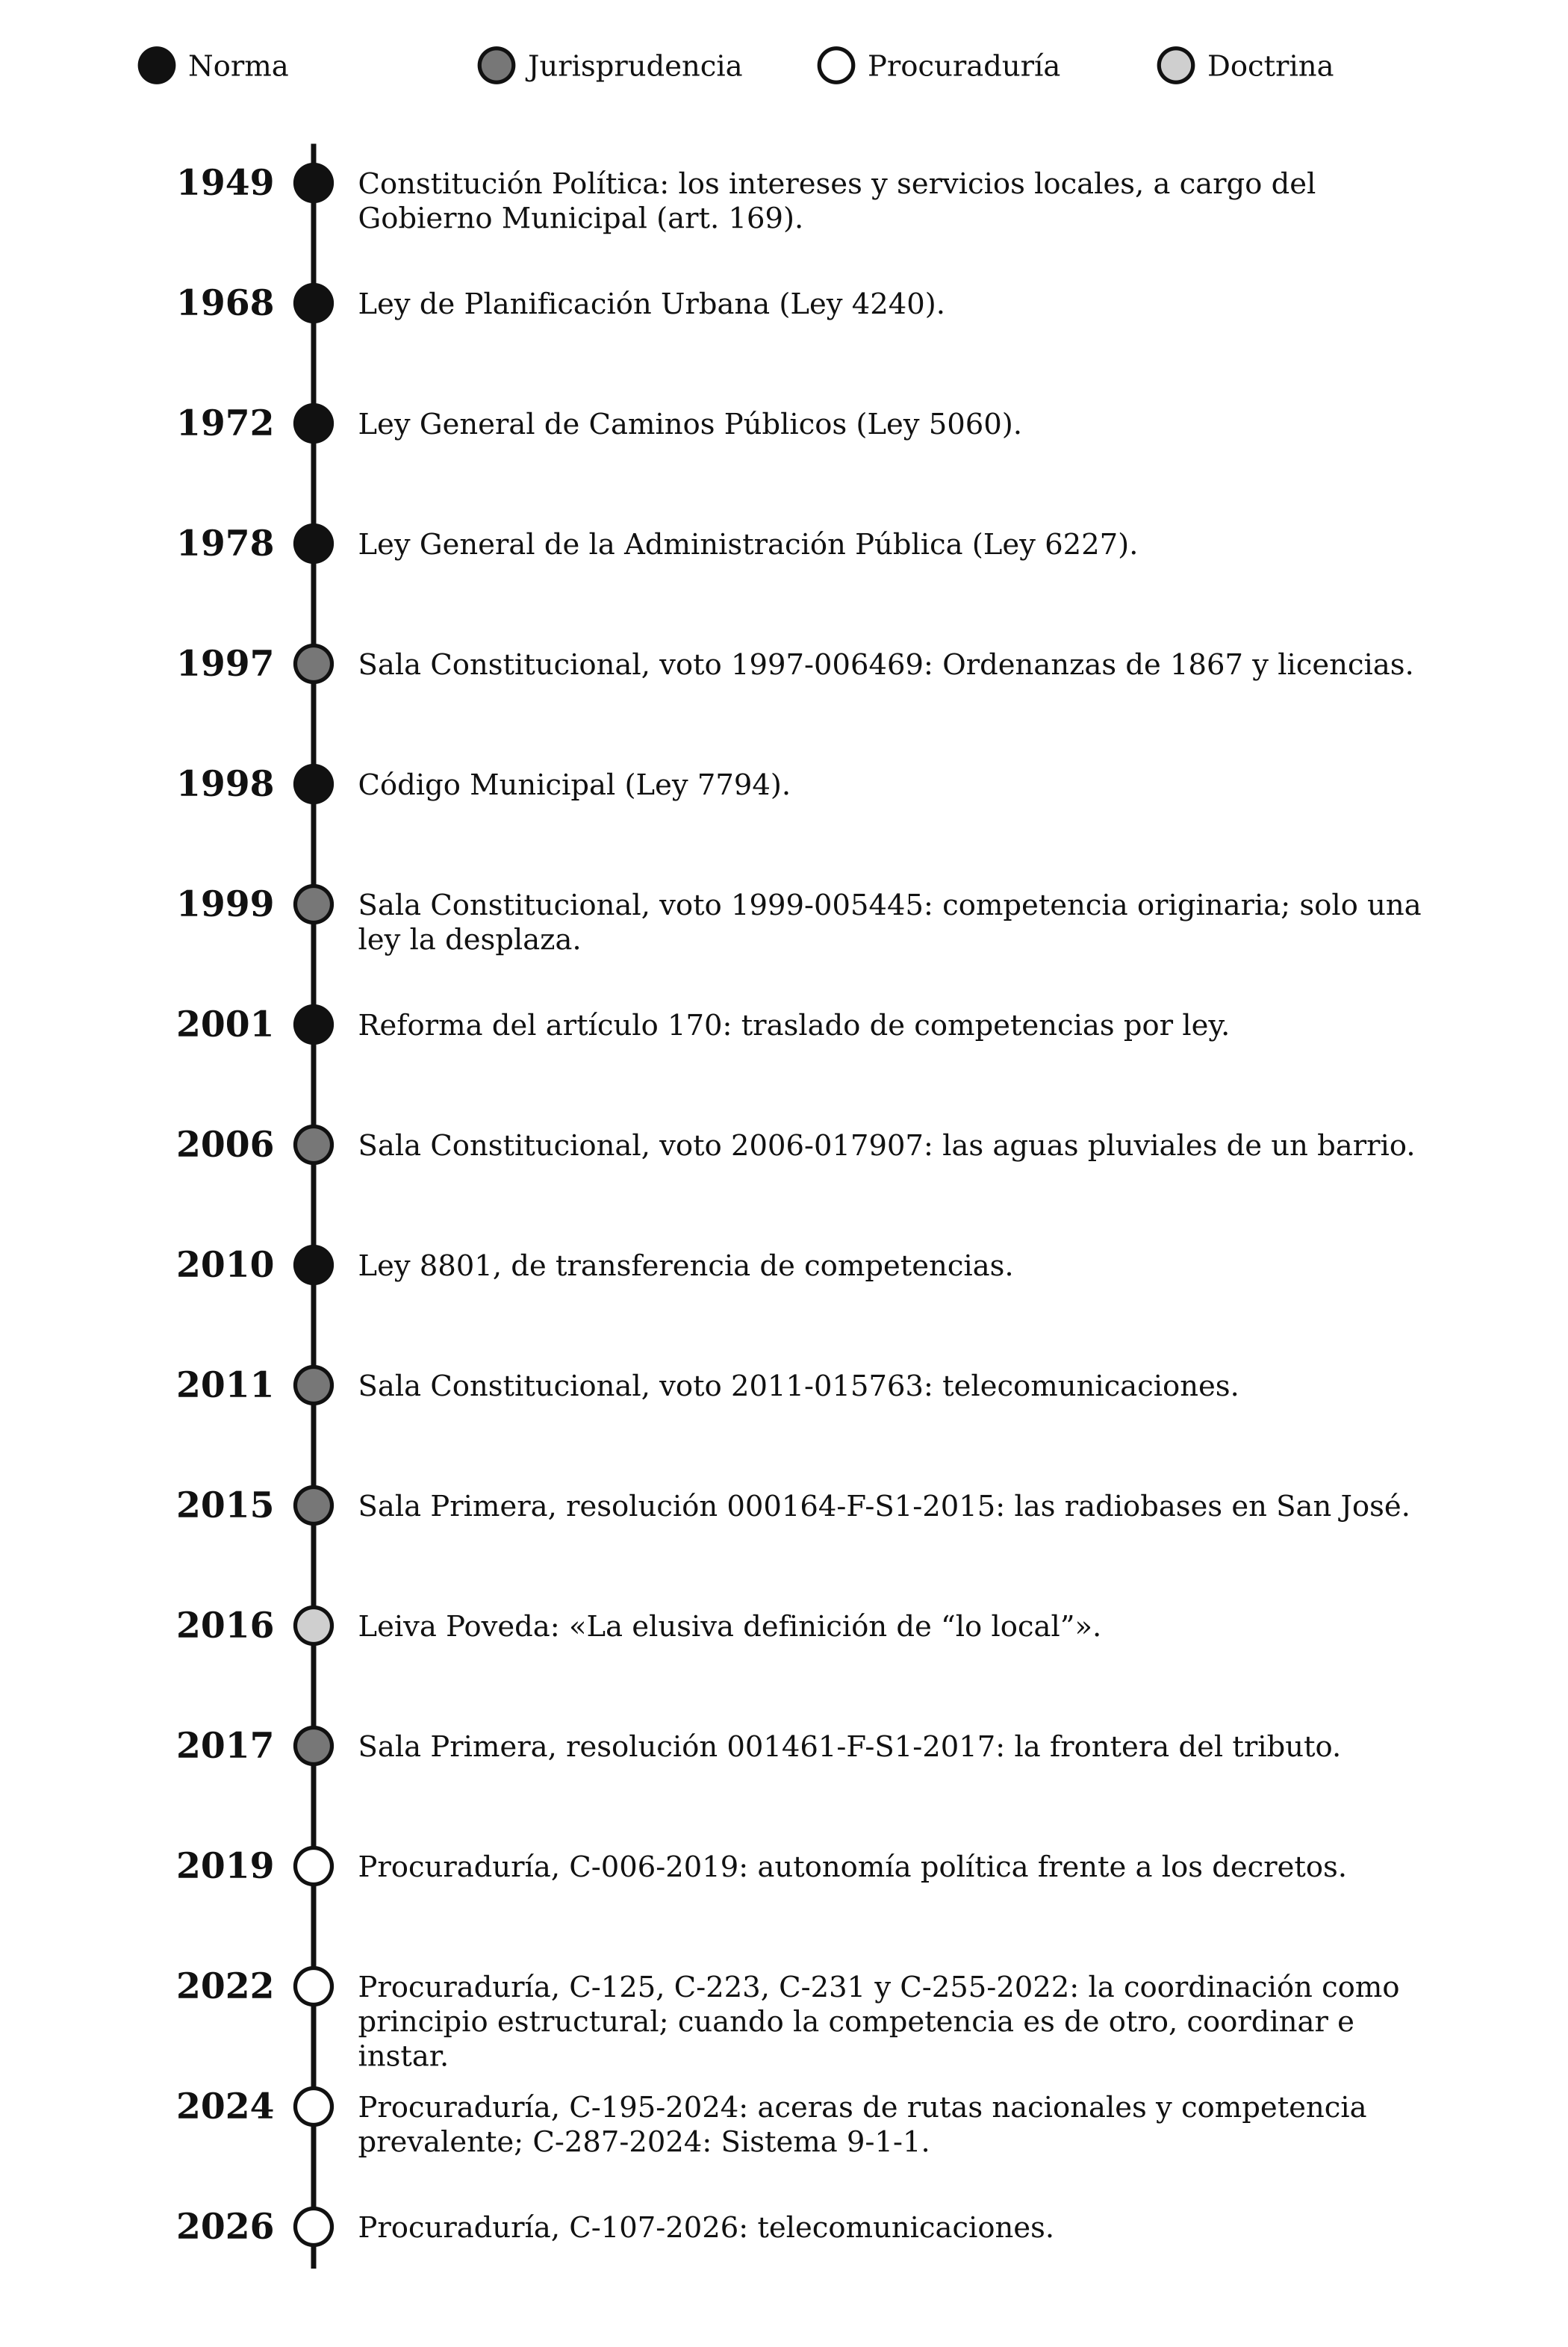 Norma
Jurisprudencia
Procuraduría
Doctrina
1949
Constitución Política: los intereses y servicios locales, a cargo del
Gobierno Municipal (art. 169).
1968
Ley de Planificación Urbana (Ley 4240).
1972
Ley General de Caminos Públicos (Ley 5060).
1978
Ley General de la Administración Pública (Ley 6227).
1997
Sala Constitucional, voto 1997-006469: Ordenanzas de 1867 y licencias.
1998
Código Municipal (Ley 7794).
1999
Sala Constitucional, voto 1999-005445: competencia originaria; solo una
ley la desplaza.
2001
Reforma del artículo 170: traslado de competencias por ley.
2006
Sala Constitucional, voto 2006-017907: las aguas pluviales de un barrio.
2010
Ley 8801, de transferencia de competencias.
2011
Sala Constitucional, voto 2011-015763: telecomunicaciones.
2015
Sala Primera, resolución 000164-F-S1-2015: las radiobases en San José.
2016
Leiva Poveda: «La elusiva definición de “lo local”».
2017
Sala Primera, resolución 001461-F-S1-2017: la frontera del tributo.
2019
Procuraduría, C-006-2019: autonomía política frente a los decretos.
2022
Procuraduría, C-125, C-223, C-231 y C-255-2022: la coordinación como
principio estructural; cuando la competencia es de otro, coordinar e
instar.
2024
Procuraduría, C-195-2024: aceras de rutas nacionales y competencia
prevalente; C-287-2024: Sistema 9-1-1.
2026
Procuraduría, C-107-2026: telecomunicaciones.